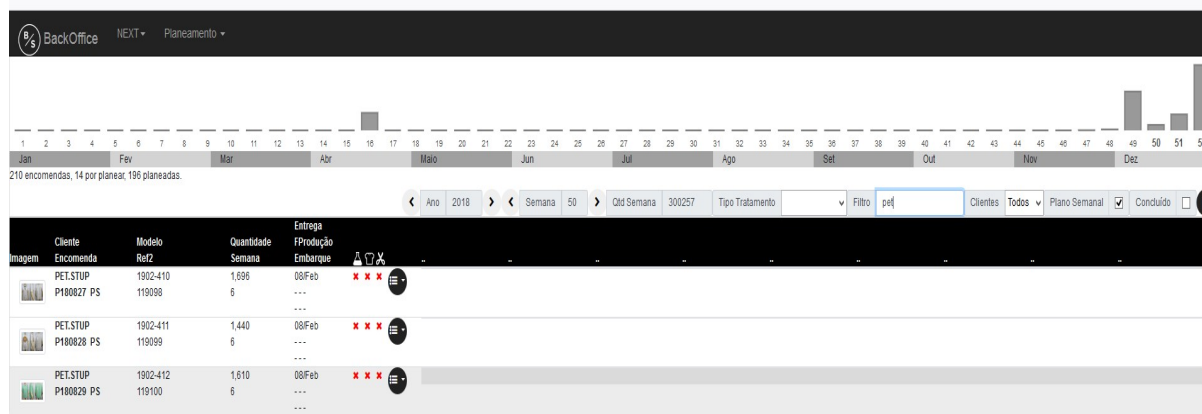 B/S BackOffice NEXT Planeamento
1 2 3 4 5 6 7 8 9 10 11 12 13 14 15 16 17 18 19 20 21 22 23 24 25 26 27 28 29 30 31 32 33 34 35 36 37 38 39 40 41 42 43 44 45 46 47 48 49 50 51
Jan Fev Mar Abr Maio Jun Jul Ago Set Out Nov Dez
210 encomendas, 14 por planear, 196 planeadas.
Ano 2018 Semana 50 Qtd Semana 300257 Tipo Tratamento Filtro pet Clientes Todos Plano Semanal Concluído
Entrega
Cliente Modelo Quantidade FProdução
Imagem Encomenda Ref2 Semana Embarque .. .. .. .. .. .. .. .. ..
PET.STUP 1902-410 1,696 08/Feb
P180827 PS 119098 6 ---
---
PET.STUP 1902-411 1,440 08/Feb
P180828 PS 119099 6 ---
---
PET.STUP 1902-412 1,610 08/Feb
P180829 PS 119100 6 ---
---